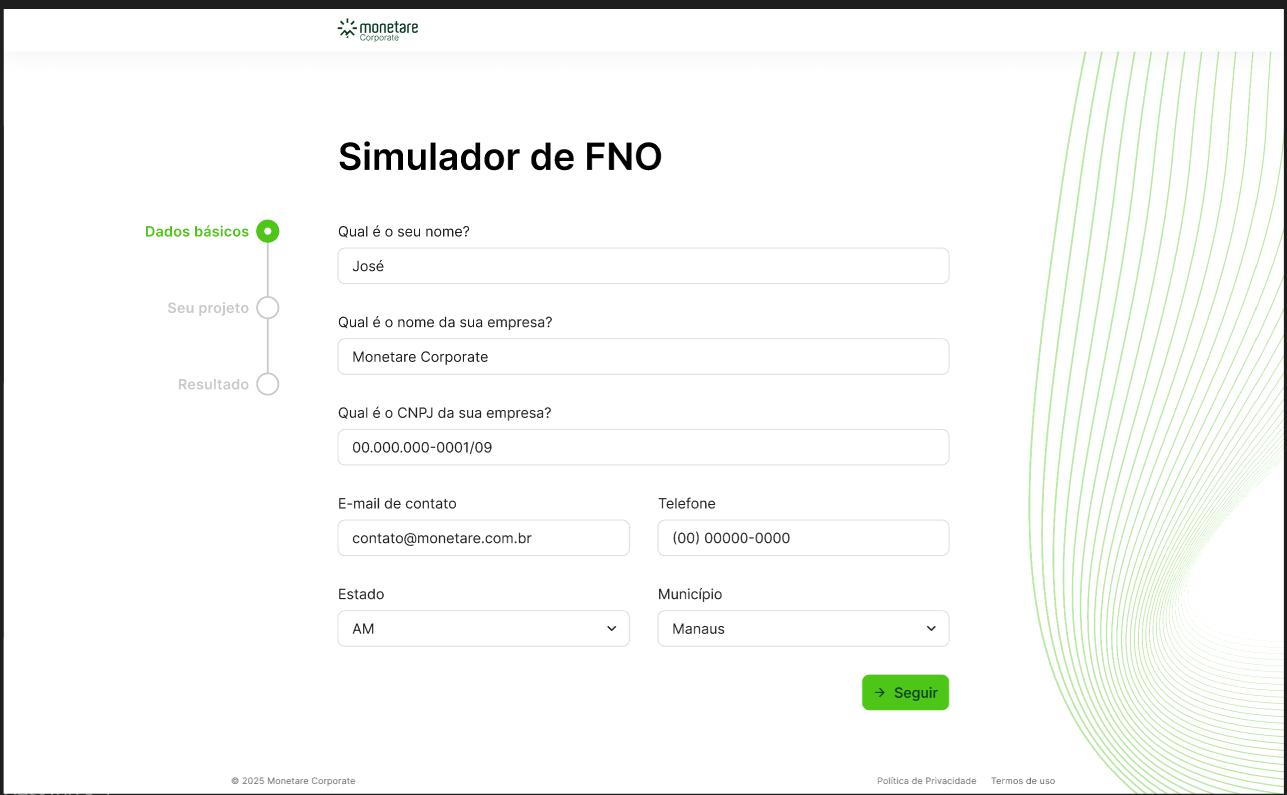 monetare
Corporate
Simulador de FNO
Dados básicos
Seu projeto
Resultado
Qual é o seu nome?
José
Qual é o nome da sua empresa?
Monetare Corporate
Qual é o CNPJ da sua empresa?
00.000.000-0001/09
E-mail de contato
Telefone
contato@monetare.com.br
(00) 00000-0000
Estado
Município
AM
Manaus
Seguir
© 2025 Monetare Corporate
Política de Privacidade
Termos de uso